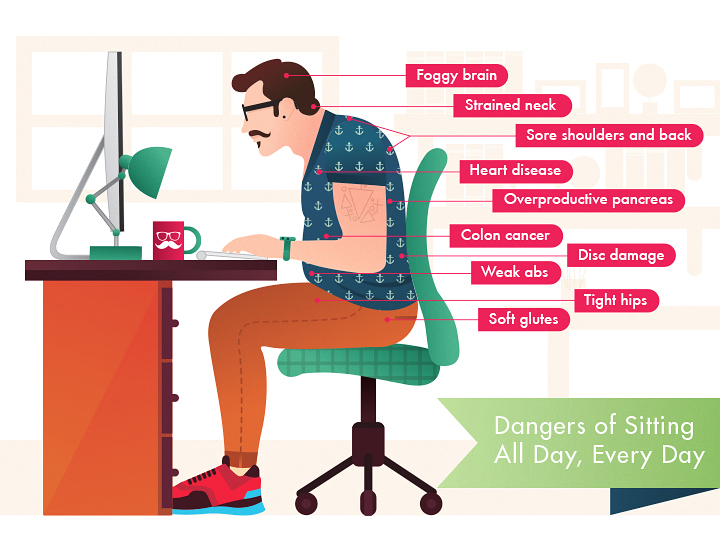 Foggy brain
Strained neck
Sore shoulders and back
Heart disease
Overproductive pancreas
Colon cancer
Disc damage
Weak abs
Tight hips
Soft glutes
Dangers of Sitting
All Day, Every Day